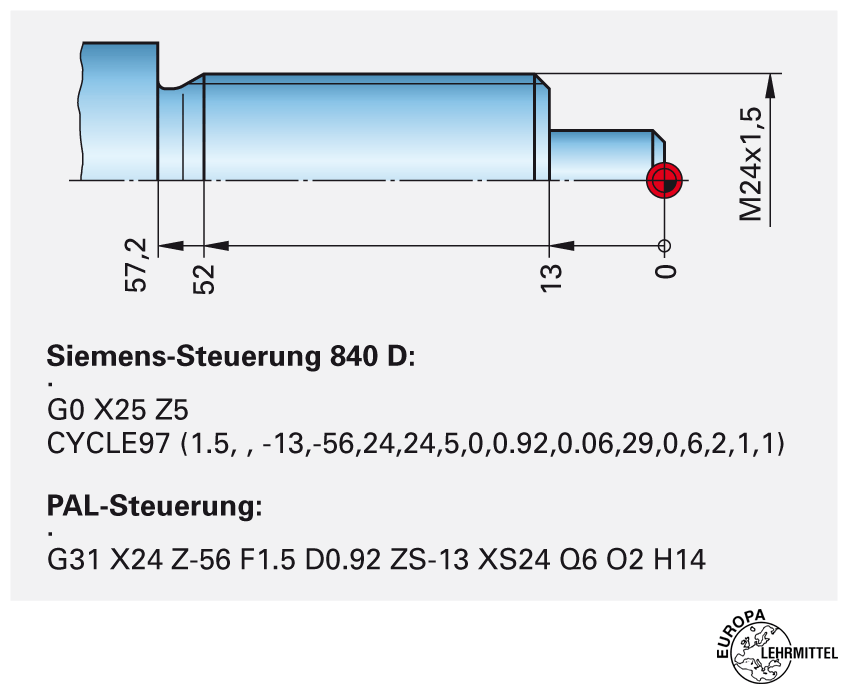 M24x1,5
57,2
52
13
0
Siemens-Steuerung 840 D:
.
G0 X25 Z5
CYCLE97 (1.5, , -13,-56,24,24,5,0,0.92,0.06,29,0,6,2,1,1)
PAL-Steuerung:
.
G31 X24 Z-56 F1.5 D0.92 ZS-13 XS24 Q6 O2 H14
EUROPA
LEHRMITTEL